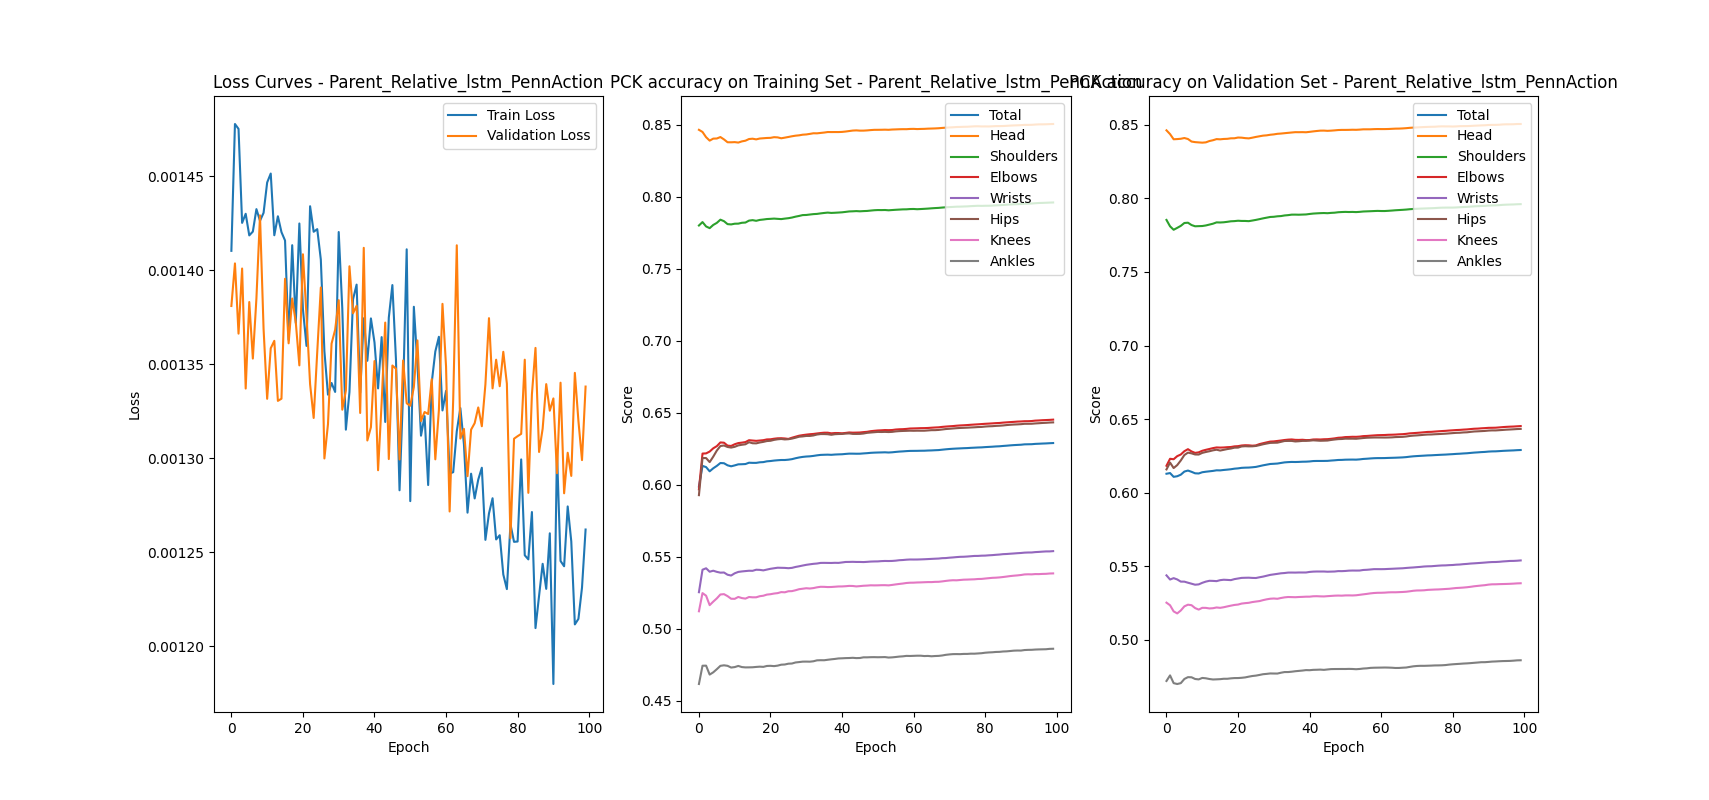 Loss Curves - Parent_Relative_lstm_PennAction
Train Loss
Validation Loss
0.00145
0.00140
0.00135
0.00130
0.00125
0.00120
Loss
0 20 40 60 80 100
Epoch
PCK accuracy on Training Set - Parent_Relative_lstm_PennAction
Total
Head
Shoulders
Elbows
Wrists
Hips
Knees
Ankles
0.85
0.80
0.75
0.70
0.65
0.60
0.55
0.50
0.45
Score
0 20 40 60 80 100
Epoch
PCK accuracy on Validation Set - Parent_Relative_lstm_PennAction
Total
Head
Shoulders
Elbows
Wrists
Hips
Knees
Ankles
0.85
0.80
0.75
0.70
0.65
0.60
0.55
0.50
Score
0 20 40 60 80 100
Epoch